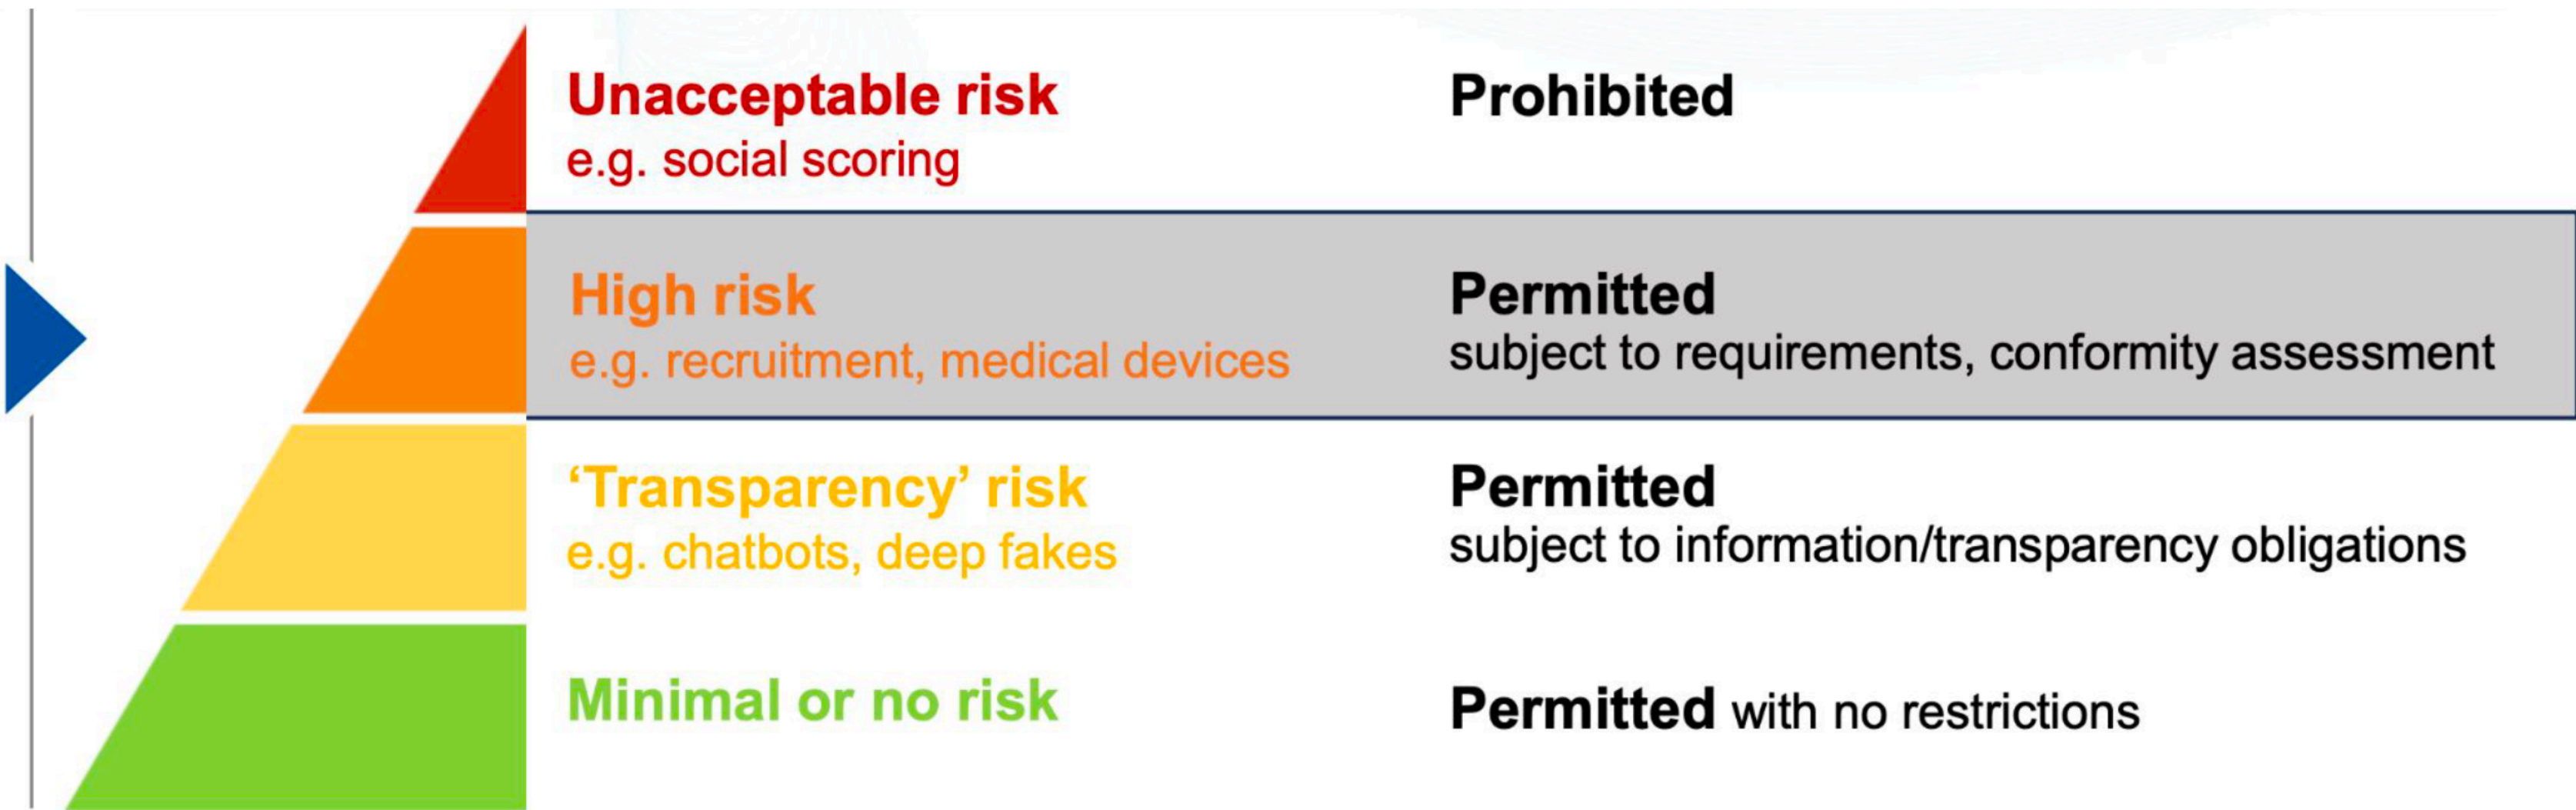 Unacceptable risk
e.g. social scoring
Prohibited
High risk
e.g. recruitment, medical devices
Permitted
subject to requirements, conformity assessment
‘Transparency’ risk
e.g. chatbots, deep fakes
Permitted
subject to information/transparency obligations
Minimal or no risk
Permitted with no restrictions